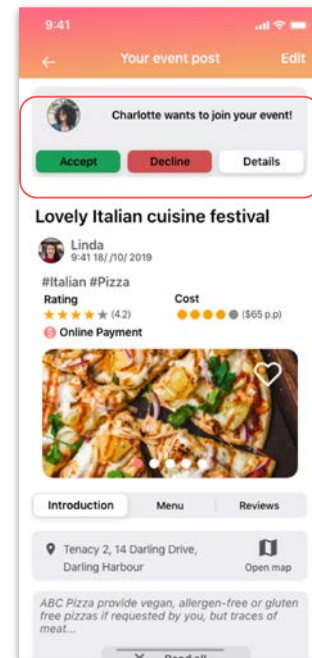 9:41
Your event post Edit
Charlotte wants to join your event!
Accept Decline Details
Lovely Italian cuisine festival
Linda
9:41 18/ /10/ 2019
#Italian #Pizza
Rating Cost
(4.2) ($65 p.p)
Online Payment
Introduction Menu Reviews
Tenacy 2, 14 Darling Drive,
Darling Harbour
Open map
ABC Pizza provide vegan, allergen-free or gluten
free pizzas if requested by you, but traces of
meat...
Read all